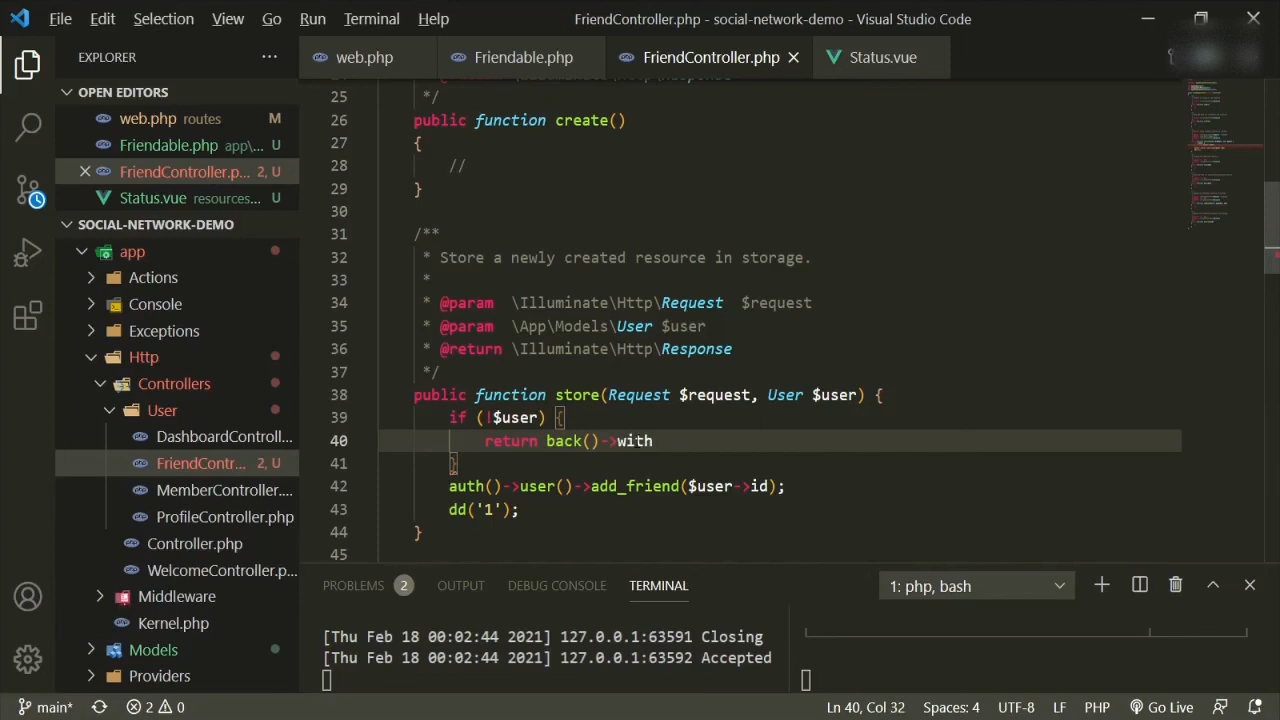 File Edit Selection View Go Run Terminal Help FriendController.php - social-network-demo - Visual Studio Code
EXPLORER ... web.php Friendable.php FriendController.php Status.vue
OPEN EDITORS
web.php routes M
Friendable.php app\... U
FriendController.p... 2, U
Status.vue resources... U
SOCIAL-NETWORK-DEMO
app
Actions
Console
Exceptions
Http
Controllers
User
DashboardControll...
FriendContr... 2, U
MemberController....
ProfileController.php
Controller.php
WelcomeController.p...
Middleware
Kernel.php
Models
Providers
25 */
26 public function create()
27 {
28 //
29 }
30
31 /**
32 * Store a newly created resource in storage.
33 *
34 * @param \Illuminate\Http\Request $request
35 * @param \App\Models\User $user
36 * @return \Illuminate\Http\Response
37 */
38 public function store(Request $request, User $user) {
39 if (!$user) {
40 return back()->with
41 }
42 auth()->user()->add_friend($user->id);
43 dd('1');
44 }
45
PROBLEMS 2 OUTPUT DEBUG CONSOLE TERMINAL 1: php, bash
[Thu Feb 18 00:02:44 2021] 127.0.0.1:63591 Closing
[Thu Feb 18 00:02:44 2021] 127.0.0.1:63592 Accepted
main* 2 0 Ln 40, Col 32 Spaces: 4 UTF-8 LF PHP Go Live